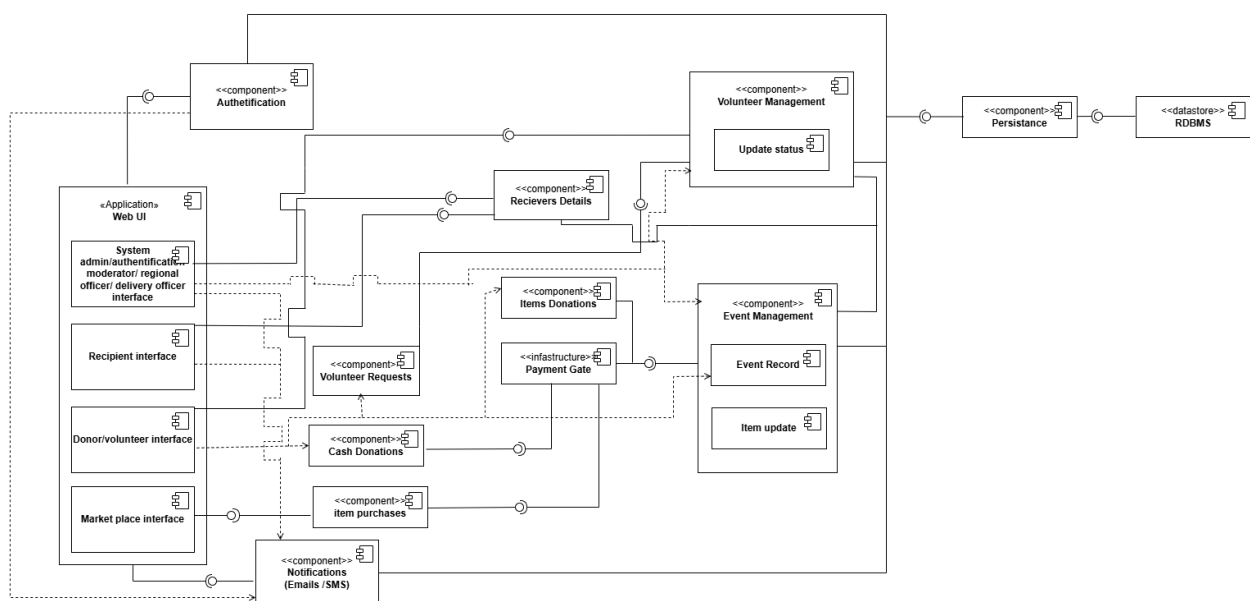 <<component>>
Authetification
<<component>>
Volunteer Management
Update status
<<component>>
Persistance
<<datastore>>
RDBMS
«Application»
Web UI
System
admin/authentification
moderator/ regional
officer/ delivery officer
interface
Recipient interface
Donor/volunteer interface
Market place interface
<<component>>
Recievers Details
<<component>>
Items Donations
<<infastructure>>
Payment Gate
<<component>>
Event Management
Event Record
Item update
<<component>>
Volunteer Requests
<<component>>
Cash Donations
<<component>>
item purchases
<<component>>
Notifications
(Emails /SMS)